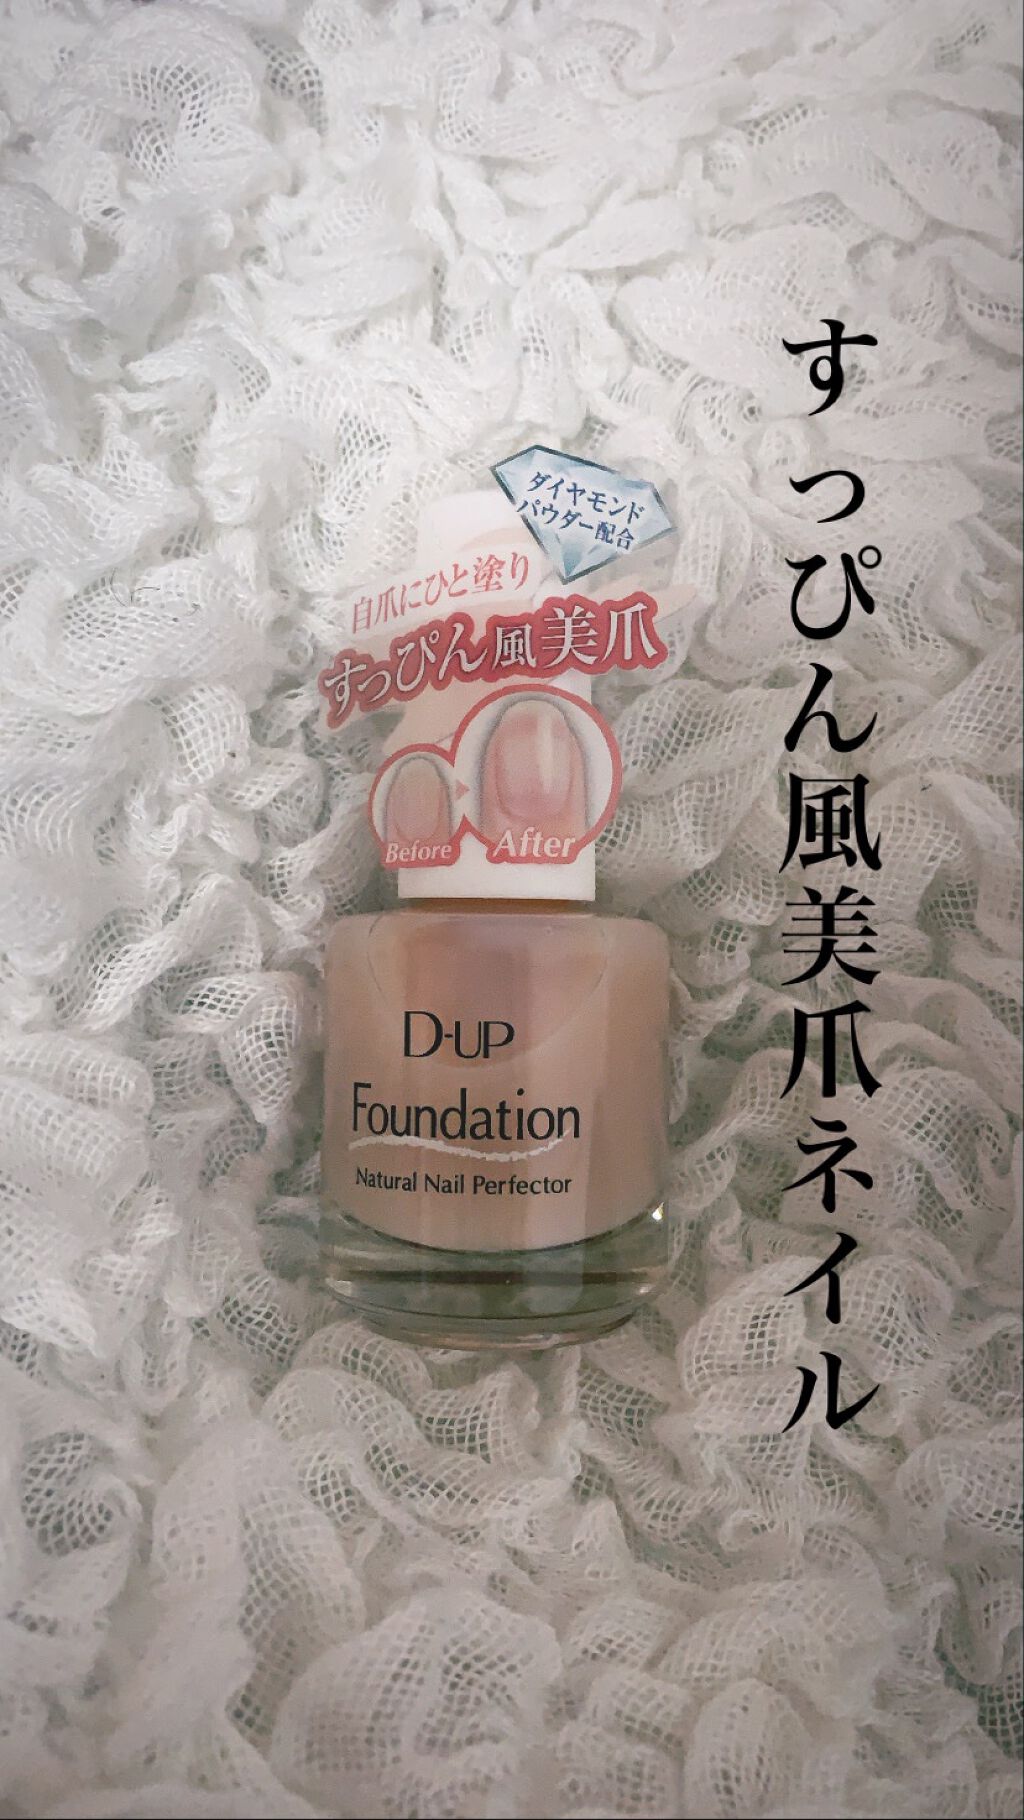 すっぴん風美爪ネイル
ダイヤモンド
パウダー配合
自爪にひと塗り
すっぴん風美爪
Before
After
D-UP
Foundation
Natural Nail Perfector